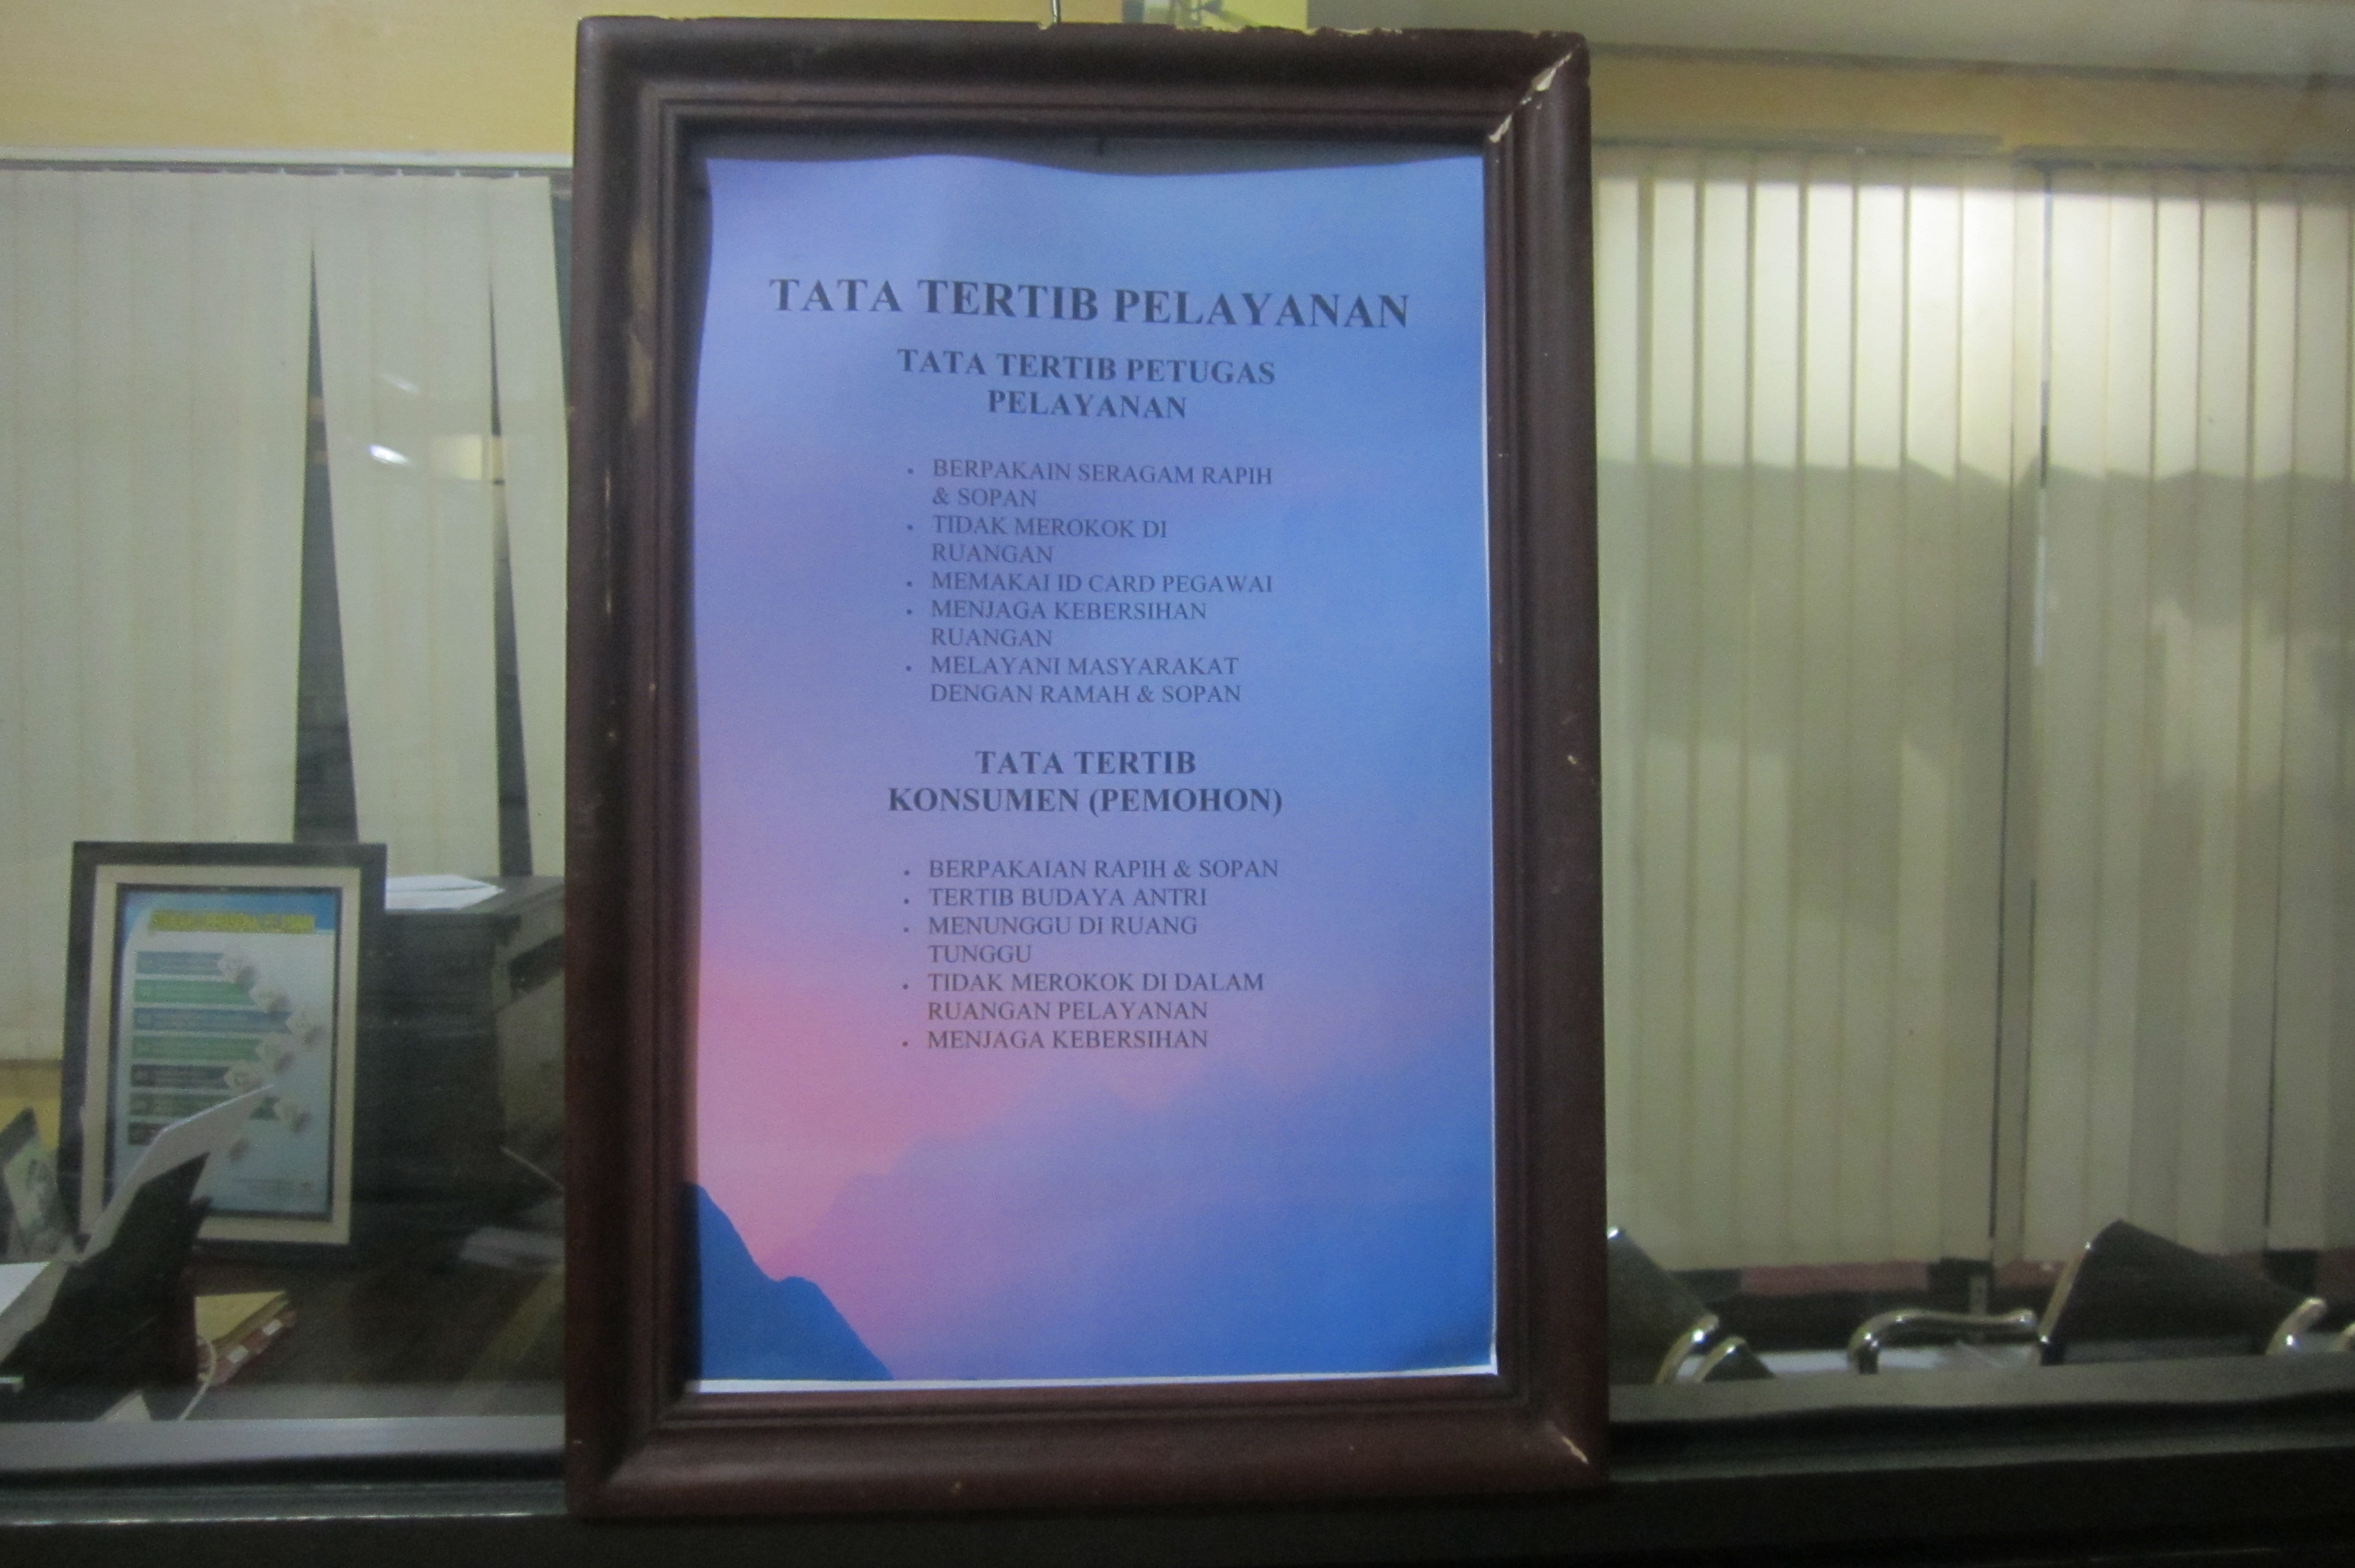 TATA TERTIB PELAYANAN
TATA TERTIB PETUGAS
PELAYANAN
• BERPAKAIN SERAGAM RAPIH
& SOPAN
• TIDAK MEROKOK DI
RUANGAN
• MEMAKAI ID CARD PEGAWAI
• MENJAGA KEBERSIHAN
RUANGAN
• MELAYANI MASYARAKAT
DENGAN RAMAH & SOPAN
TATA TERTIB
KONSUMEN (PEMOHON)
• BERPAKAIAN RAPIH & SOPAN
• TERTIB BUDAYA ANTRI
• MENUNGGU DI RUANG
TUNGGU
• TIDAK MEROKOK DI DALAM
RUANGAN PELAYANAN
• MENJAGA KEBERSIHAN